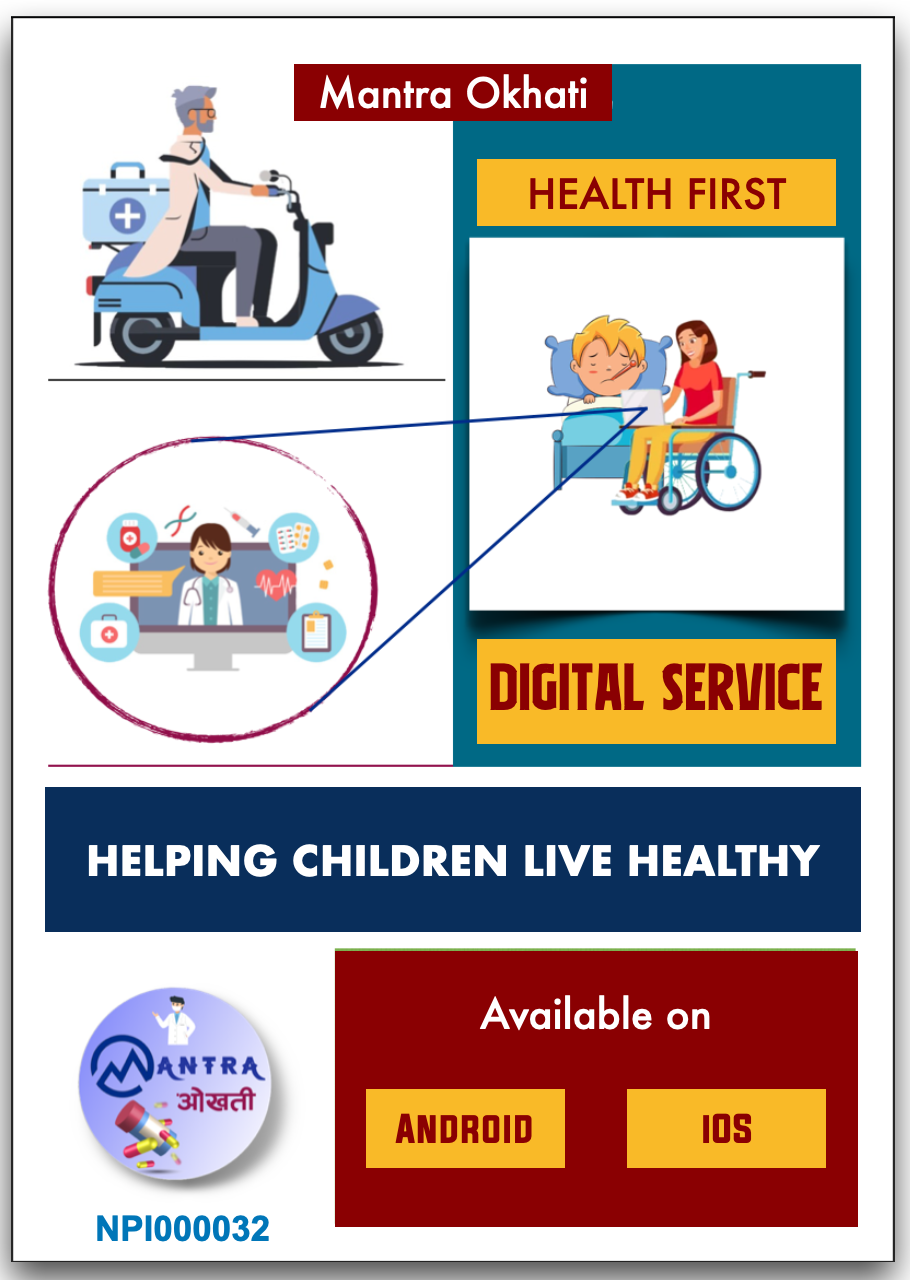 Mantra Okhati
HEALTH FIRST
DIGITAL SERVICE
HELPING CHILDREN LIVE HEALTHY
MANTRA
ओखती
NPI000032
Available on
ANDROID
iOS